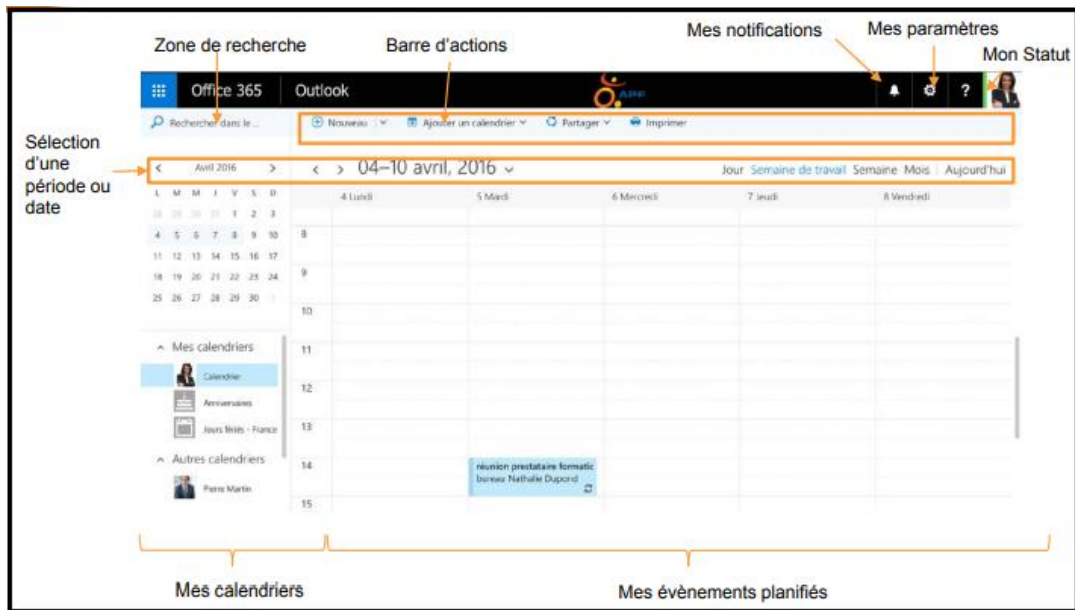 Mes notifications
Mes paramètres
Zone de recherche
Barre d'actions
Mon Statut
Office 365
Outlook
APF
?
Rechercher dans le ...
Nouveau
Ajouter un calendrier
Partager
Imprimer
Sélection
d'une
période ou
date
< Avril 2016 >
< > 04–10 avril, 2016
Jour Semaine de travail Semaine Mois Aujourd'hui
L M M J V S D
4 Lundi
5 Mardi
6 Mercredi
7 Jeudi
8 Vendredi
28 29 30 31 1 2 3
4 5 6 7 8 9 10
11 12 13 14 15 16 17
18 19 20 21 22 23 24
25 26 27 28 29 30 1
8
9
10
11
12
13
14
15
Mes calendriers
Calendrier
Anniversaires
Jours fériés - France
Autres calendriers
Pierre Martin
réunion prestataire formatic
bureau Nathalie Dupond
Mes calendriers
Mes évènements planifiés